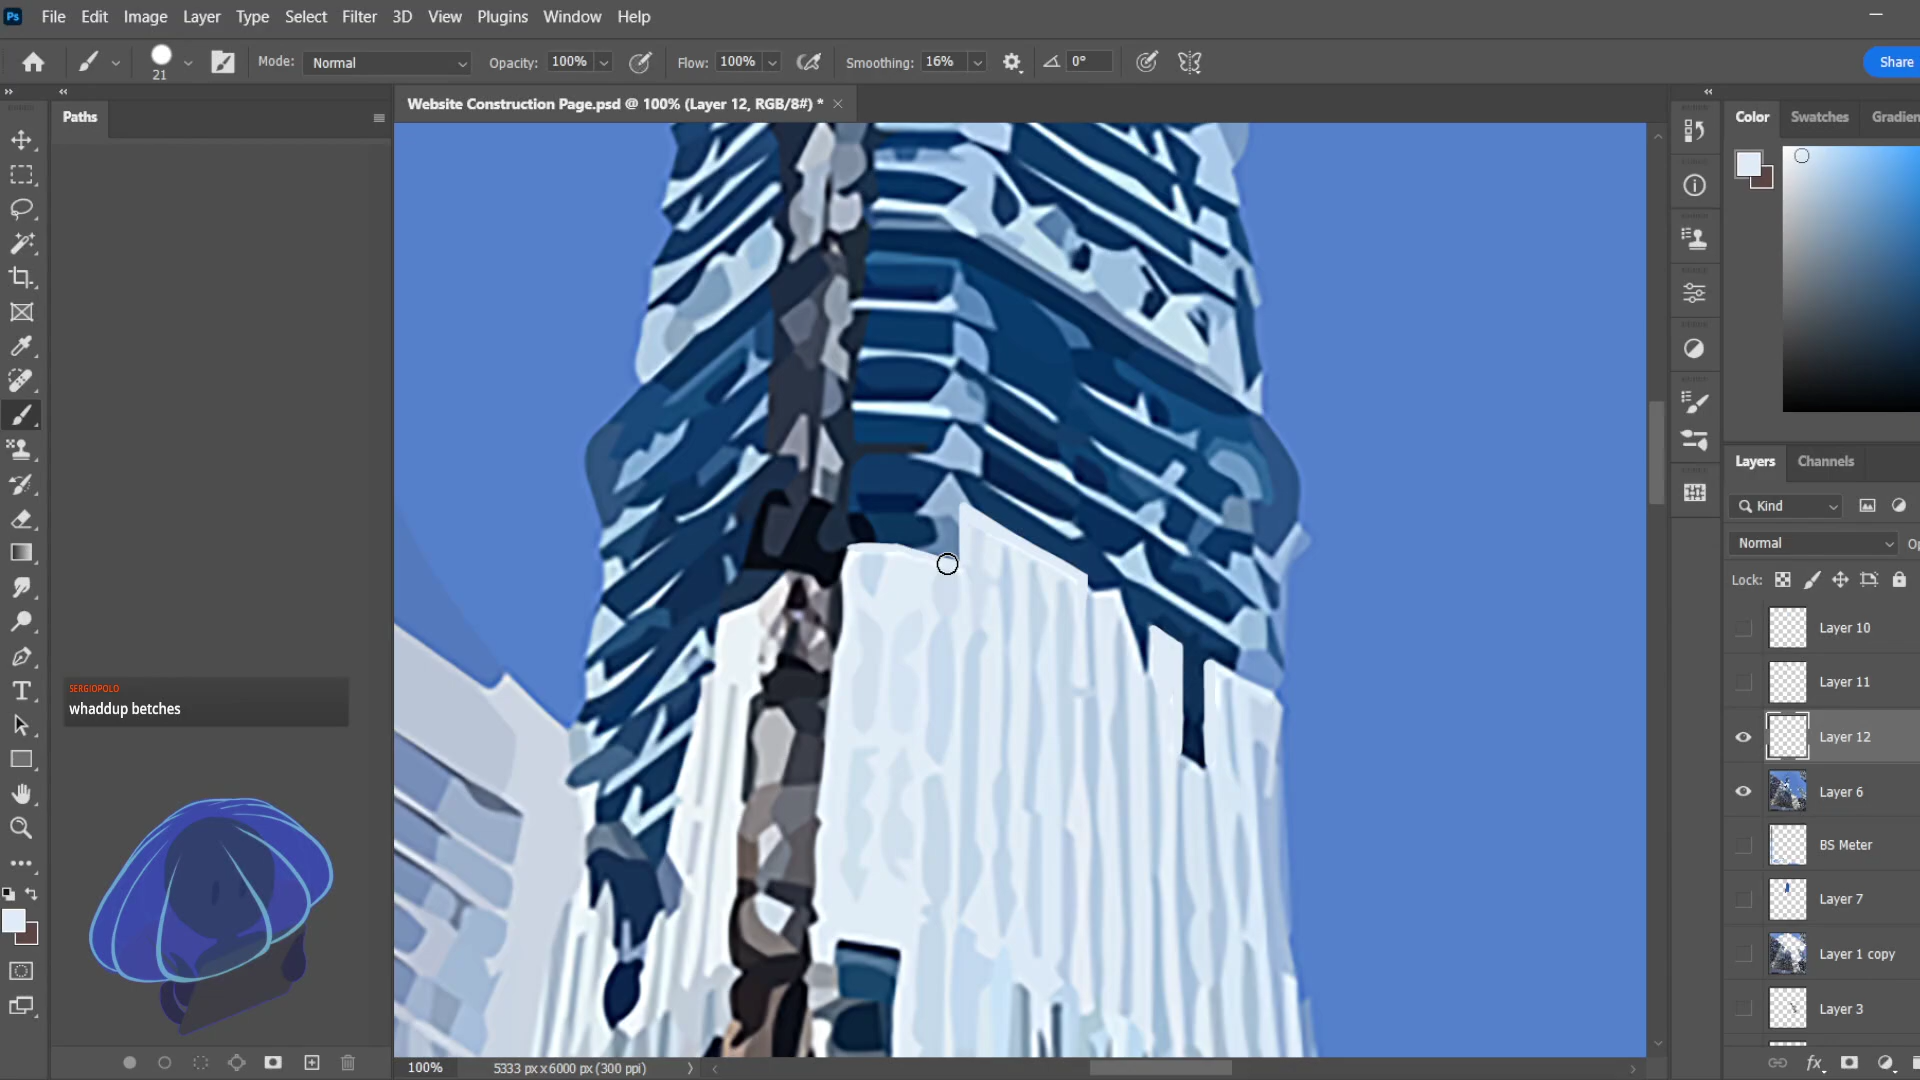 Ps File Edit Image Layer Type Select Filter 3D View Plugins Window Help
21 Mode: Normal Opacity: 100% Flow: 100% Smoothing: 16% 0° Share
Paths
Website Construction Page.psd @ 100% (Layer 12, RGB/8#) *
Color Swatches Gradien
Layers Channels
Kind
Normal Op
Lock:
Layer 10
Layer 11
Layer 12
Layer 6
BS Meter
Layer 7
Layer 1 copy
Layer 3
SERGIOPOLO
whaddup betches
100% 5333 px x 6000 px (300 ppi)
fx